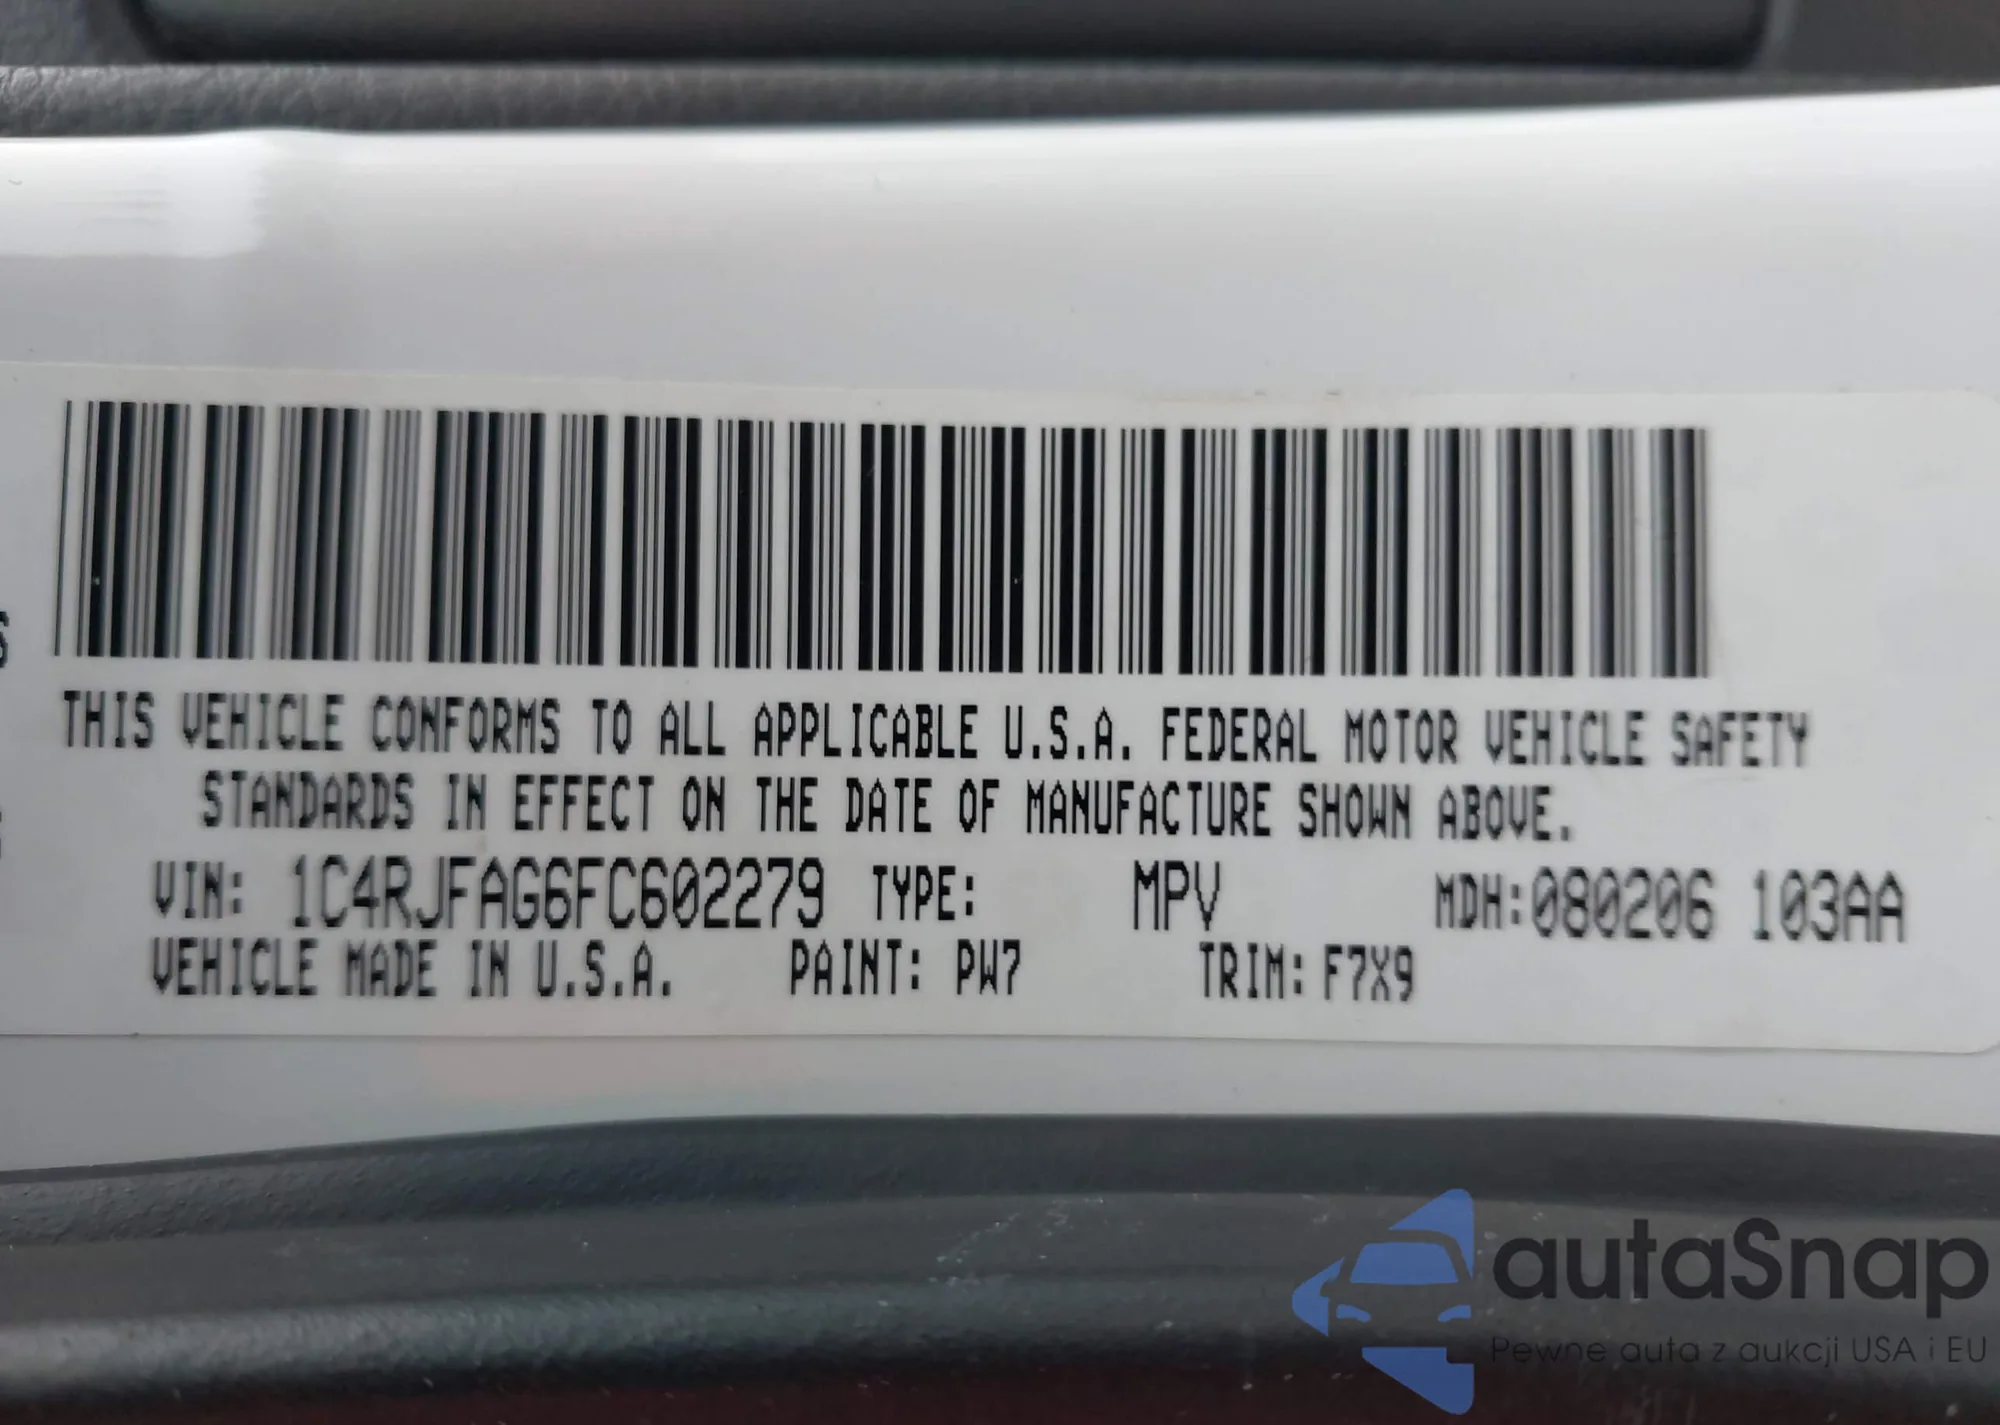 THIS VEHICLE CONFORMS TO ALL APPLICABLE U.S.A. FEDERAL MOTOR VEHICLE SAFETY
STANDARDS IN EFFECT ON THE DATE OF MANUFACTURE SHOWN ABOVE.
VIN: 1C4RJFAG6FC602279 TYPE: MPV MDH:080206 103AA
VEHICLE MADE IN U.S.A. PAINT: PW7 TRIM: F7X9
autaSnap
Pewne auta z aukcji USA i EU